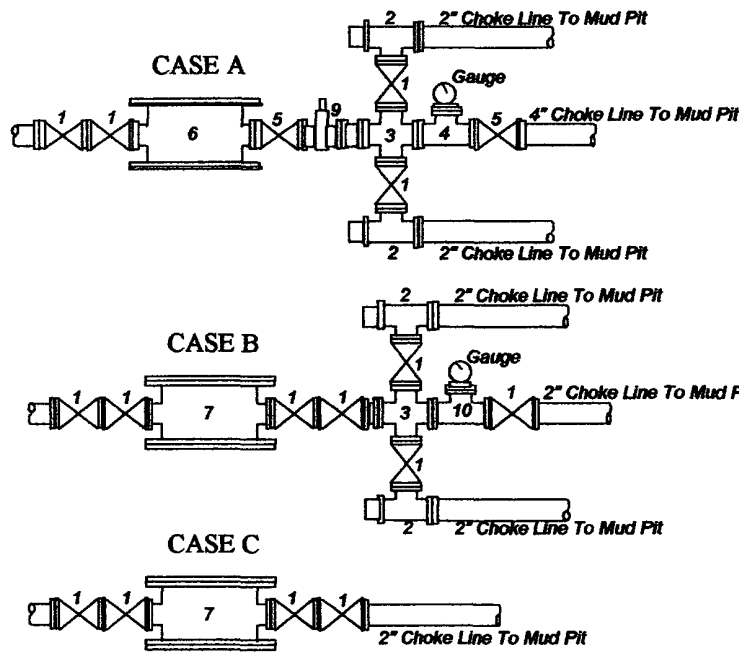 2 2" Choke Line To Mud Pit
CASE A
Gauge
1
1 1 6 5 9 3 4 5 4" Choke Line To Mud Pit
1
2 2" Choke Line To Mud Pit
2 2" Choke Line To Mud Pit
CASE B
Gauge
1
1 1 7 1 1 3 10 1 2" Choke Line To Mud P
1
2 2" Choke Line To Mud Pit
CASE C
1 1 7 1 1
2" Choke Line To Mud Pit